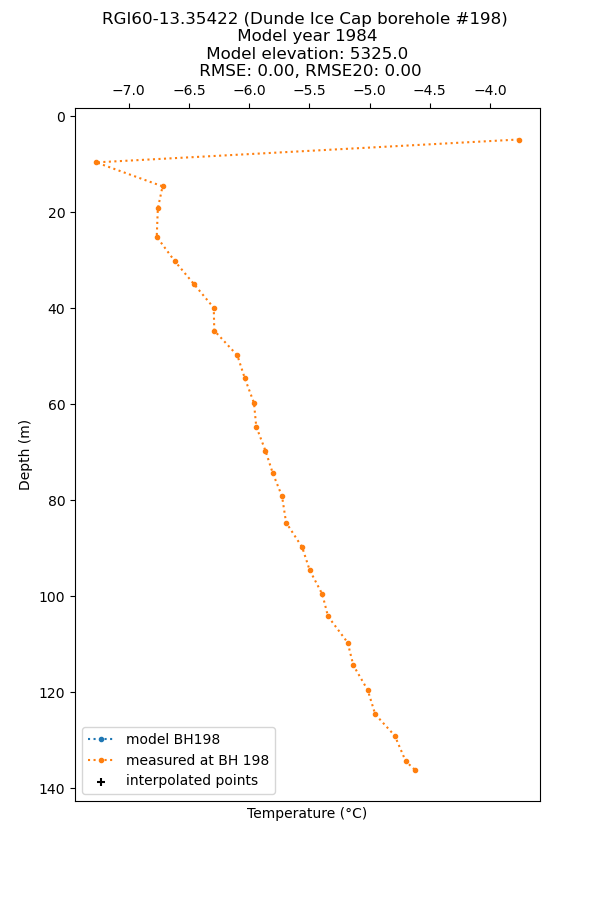 RGI60-13.35422 (Dunde Ice Cap borehole #198)
Model year 1984
Model elevation: 5325.0
RMSE: 0.00, RMSE20: 0.00
−7.0 −6.5 −6.0 −5.5 −5.0 −4.5 −4.0
0
20
40
60
80
100
120
140
Depth (m)
model BH198
measured at BH 198
interpolated points
Temperature (°C)